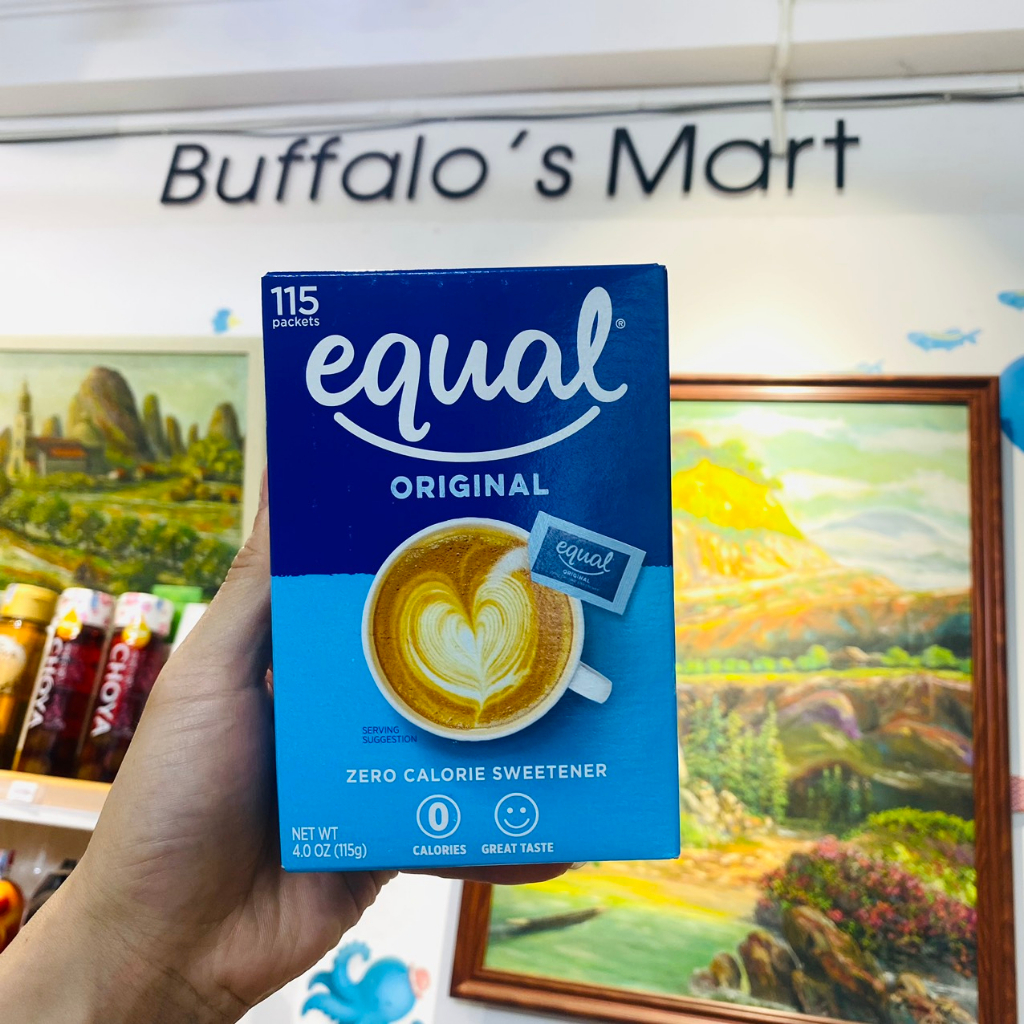 Buffalo´s Mart
115
packets
equal®
ORIGINAL
equal
ORIGINAL
SERVING
SUGGESTION
ZERO CALORIE SWEETENER
0
CALORIES
GREAT TASTE
NET WT
4.0 OZ (115g)
CHOYA
CHOYA